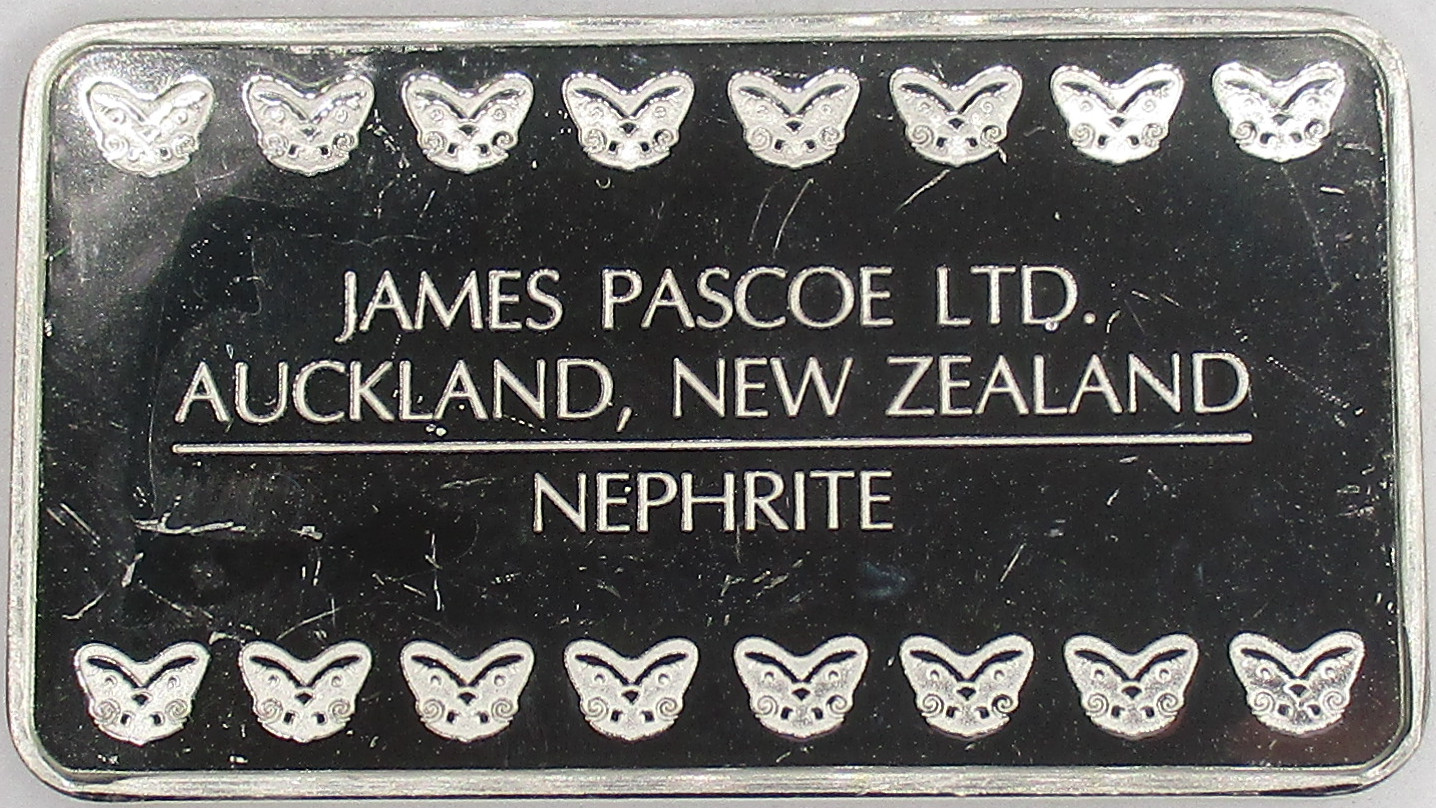 JAMES PASCOE LTD.
AUCKLAND, NEW ZEALAND
NEPHRITE